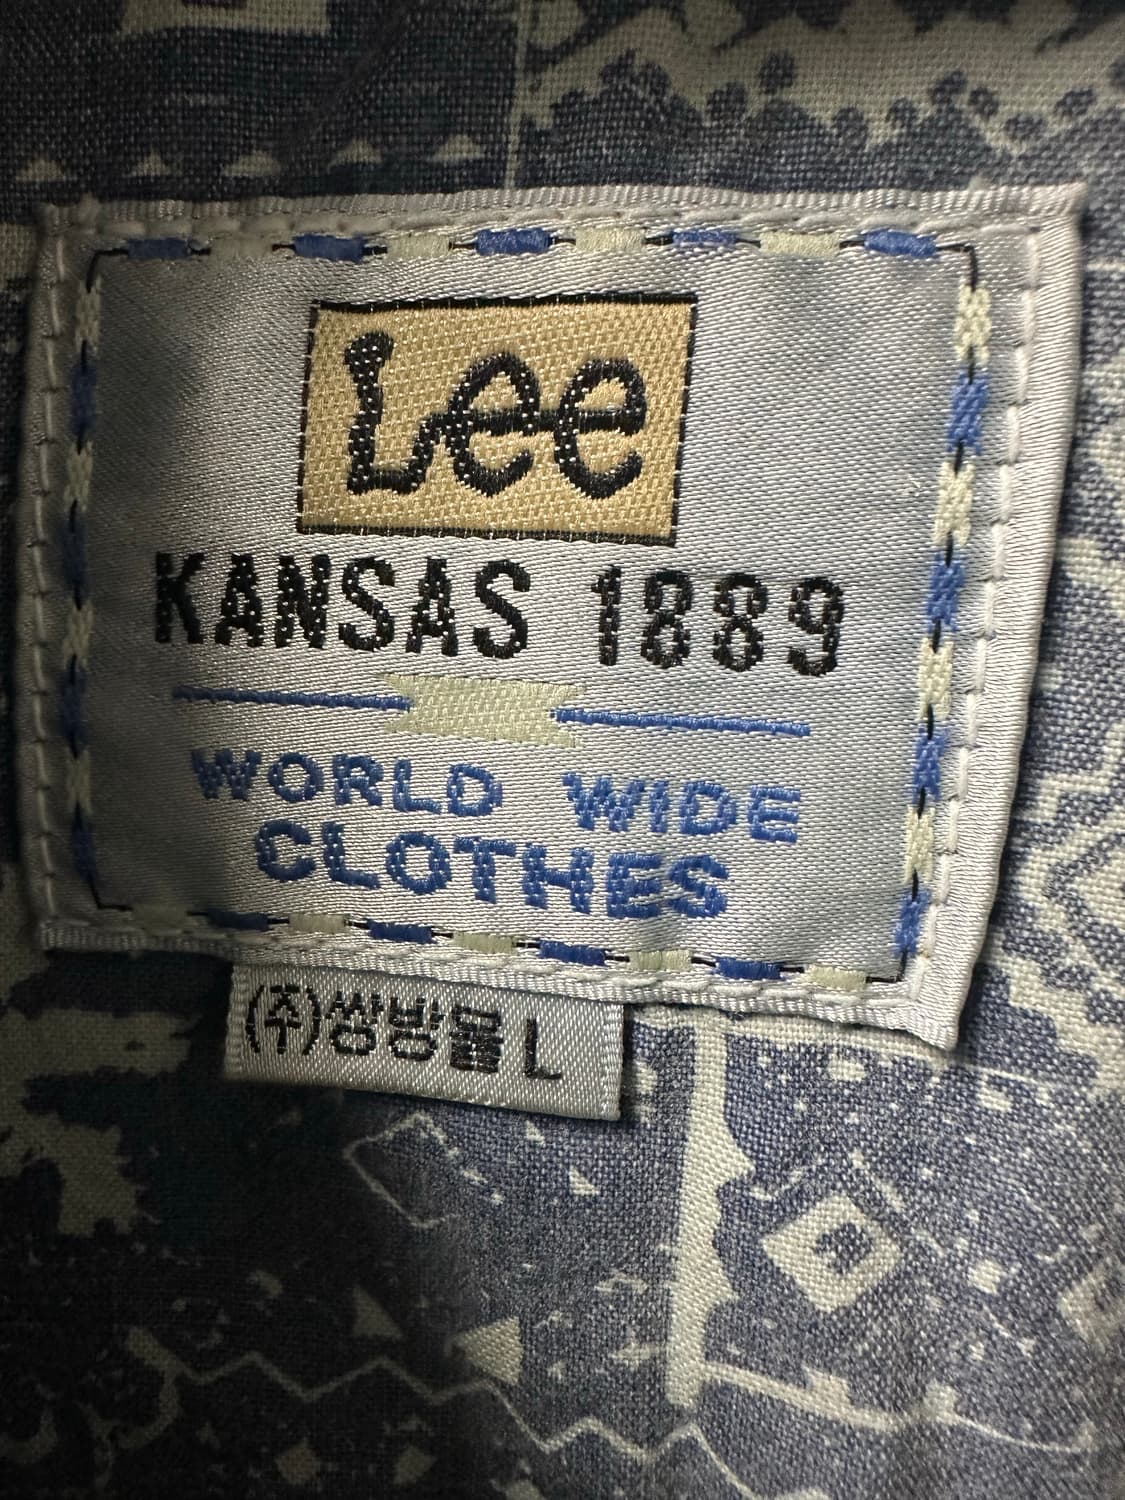 Lee
KANSAS 1889
WORLD WIDE
CLOTHES
(주)쌍방울 L